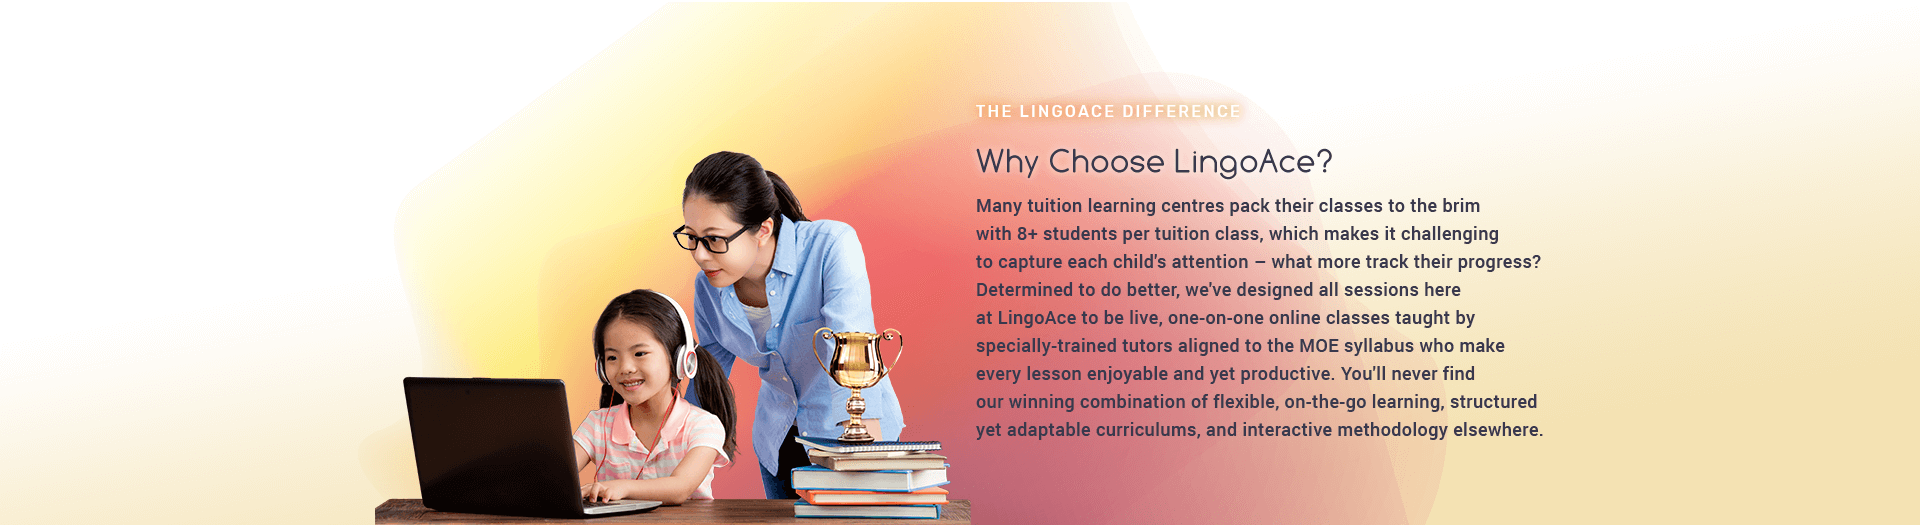 THE LINGOACE DIFFERENCE
Why Choose LingoAce?
Many tuition learning centres pack their classes to the brim
with 8+ students per tuition class, which makes it challenging
to capture each child's attention – what more track their progress?
Determined to do better, we've designed all sessions here
at LingoAce to be live, one-on-one online classes taught by
specially-trained tutors aligned to the MOE syllabus who make
every lesson enjoyable and yet productive. You'll never find
our winning combination of flexible, on-the-go learning, structured
yet adaptable curriculums, and interactive methodology elsewhere.